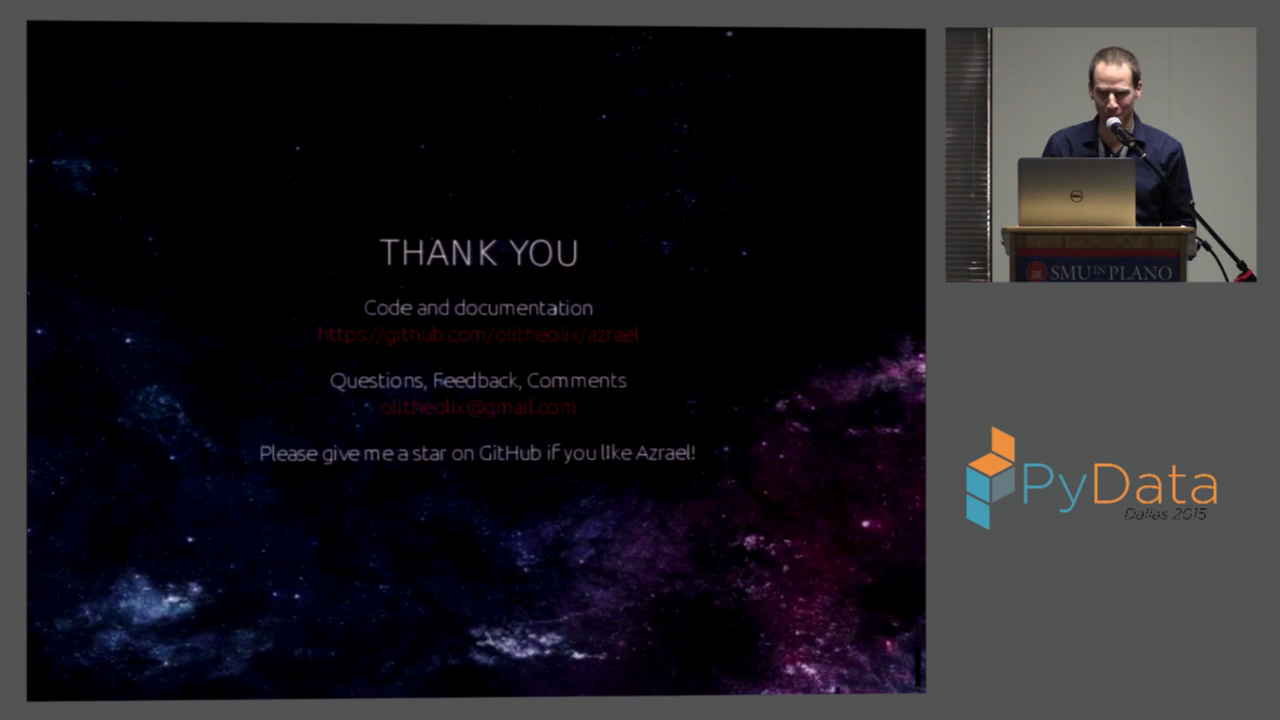 THANK YOU
Code and documentation
https://github.com/olitheolix/azrael
Questions, Feedback, Comments
olitheolix@gmail.com
Please give me a star on GitHub if you like Azrael!
SMU IN PLANO
PyData
Dallas 2015